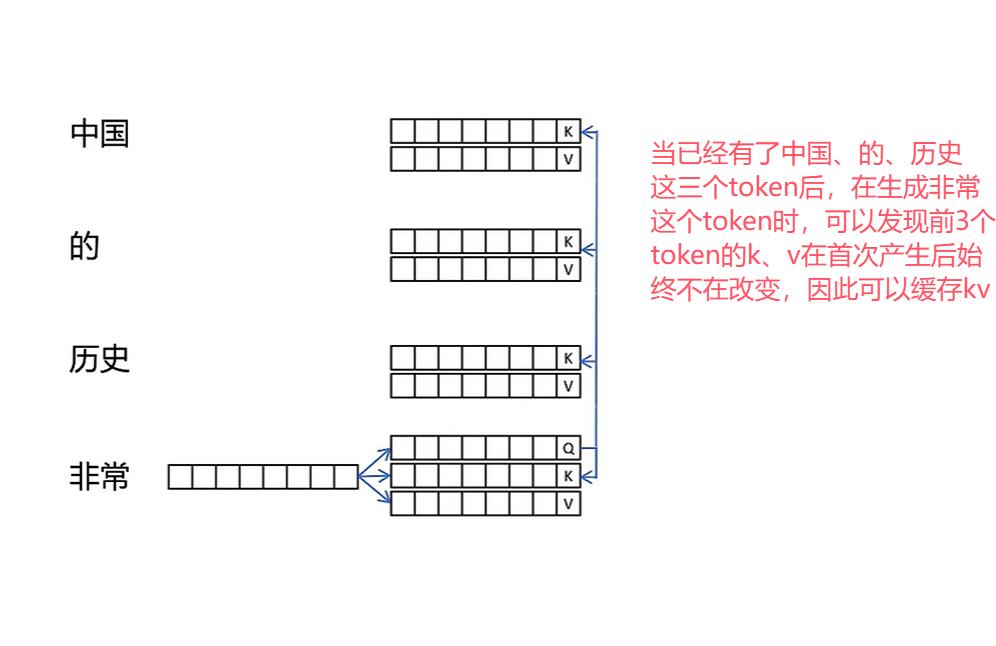 中国
K
V
的
K
V
历史
K
V
非常
Q
K
V
当已经有了中国、的、历史
这三个token后，在生成非常
这个token时，可以发现前3个
token的k、v在首次产生后始
终不在改变，因此可以缓存kv